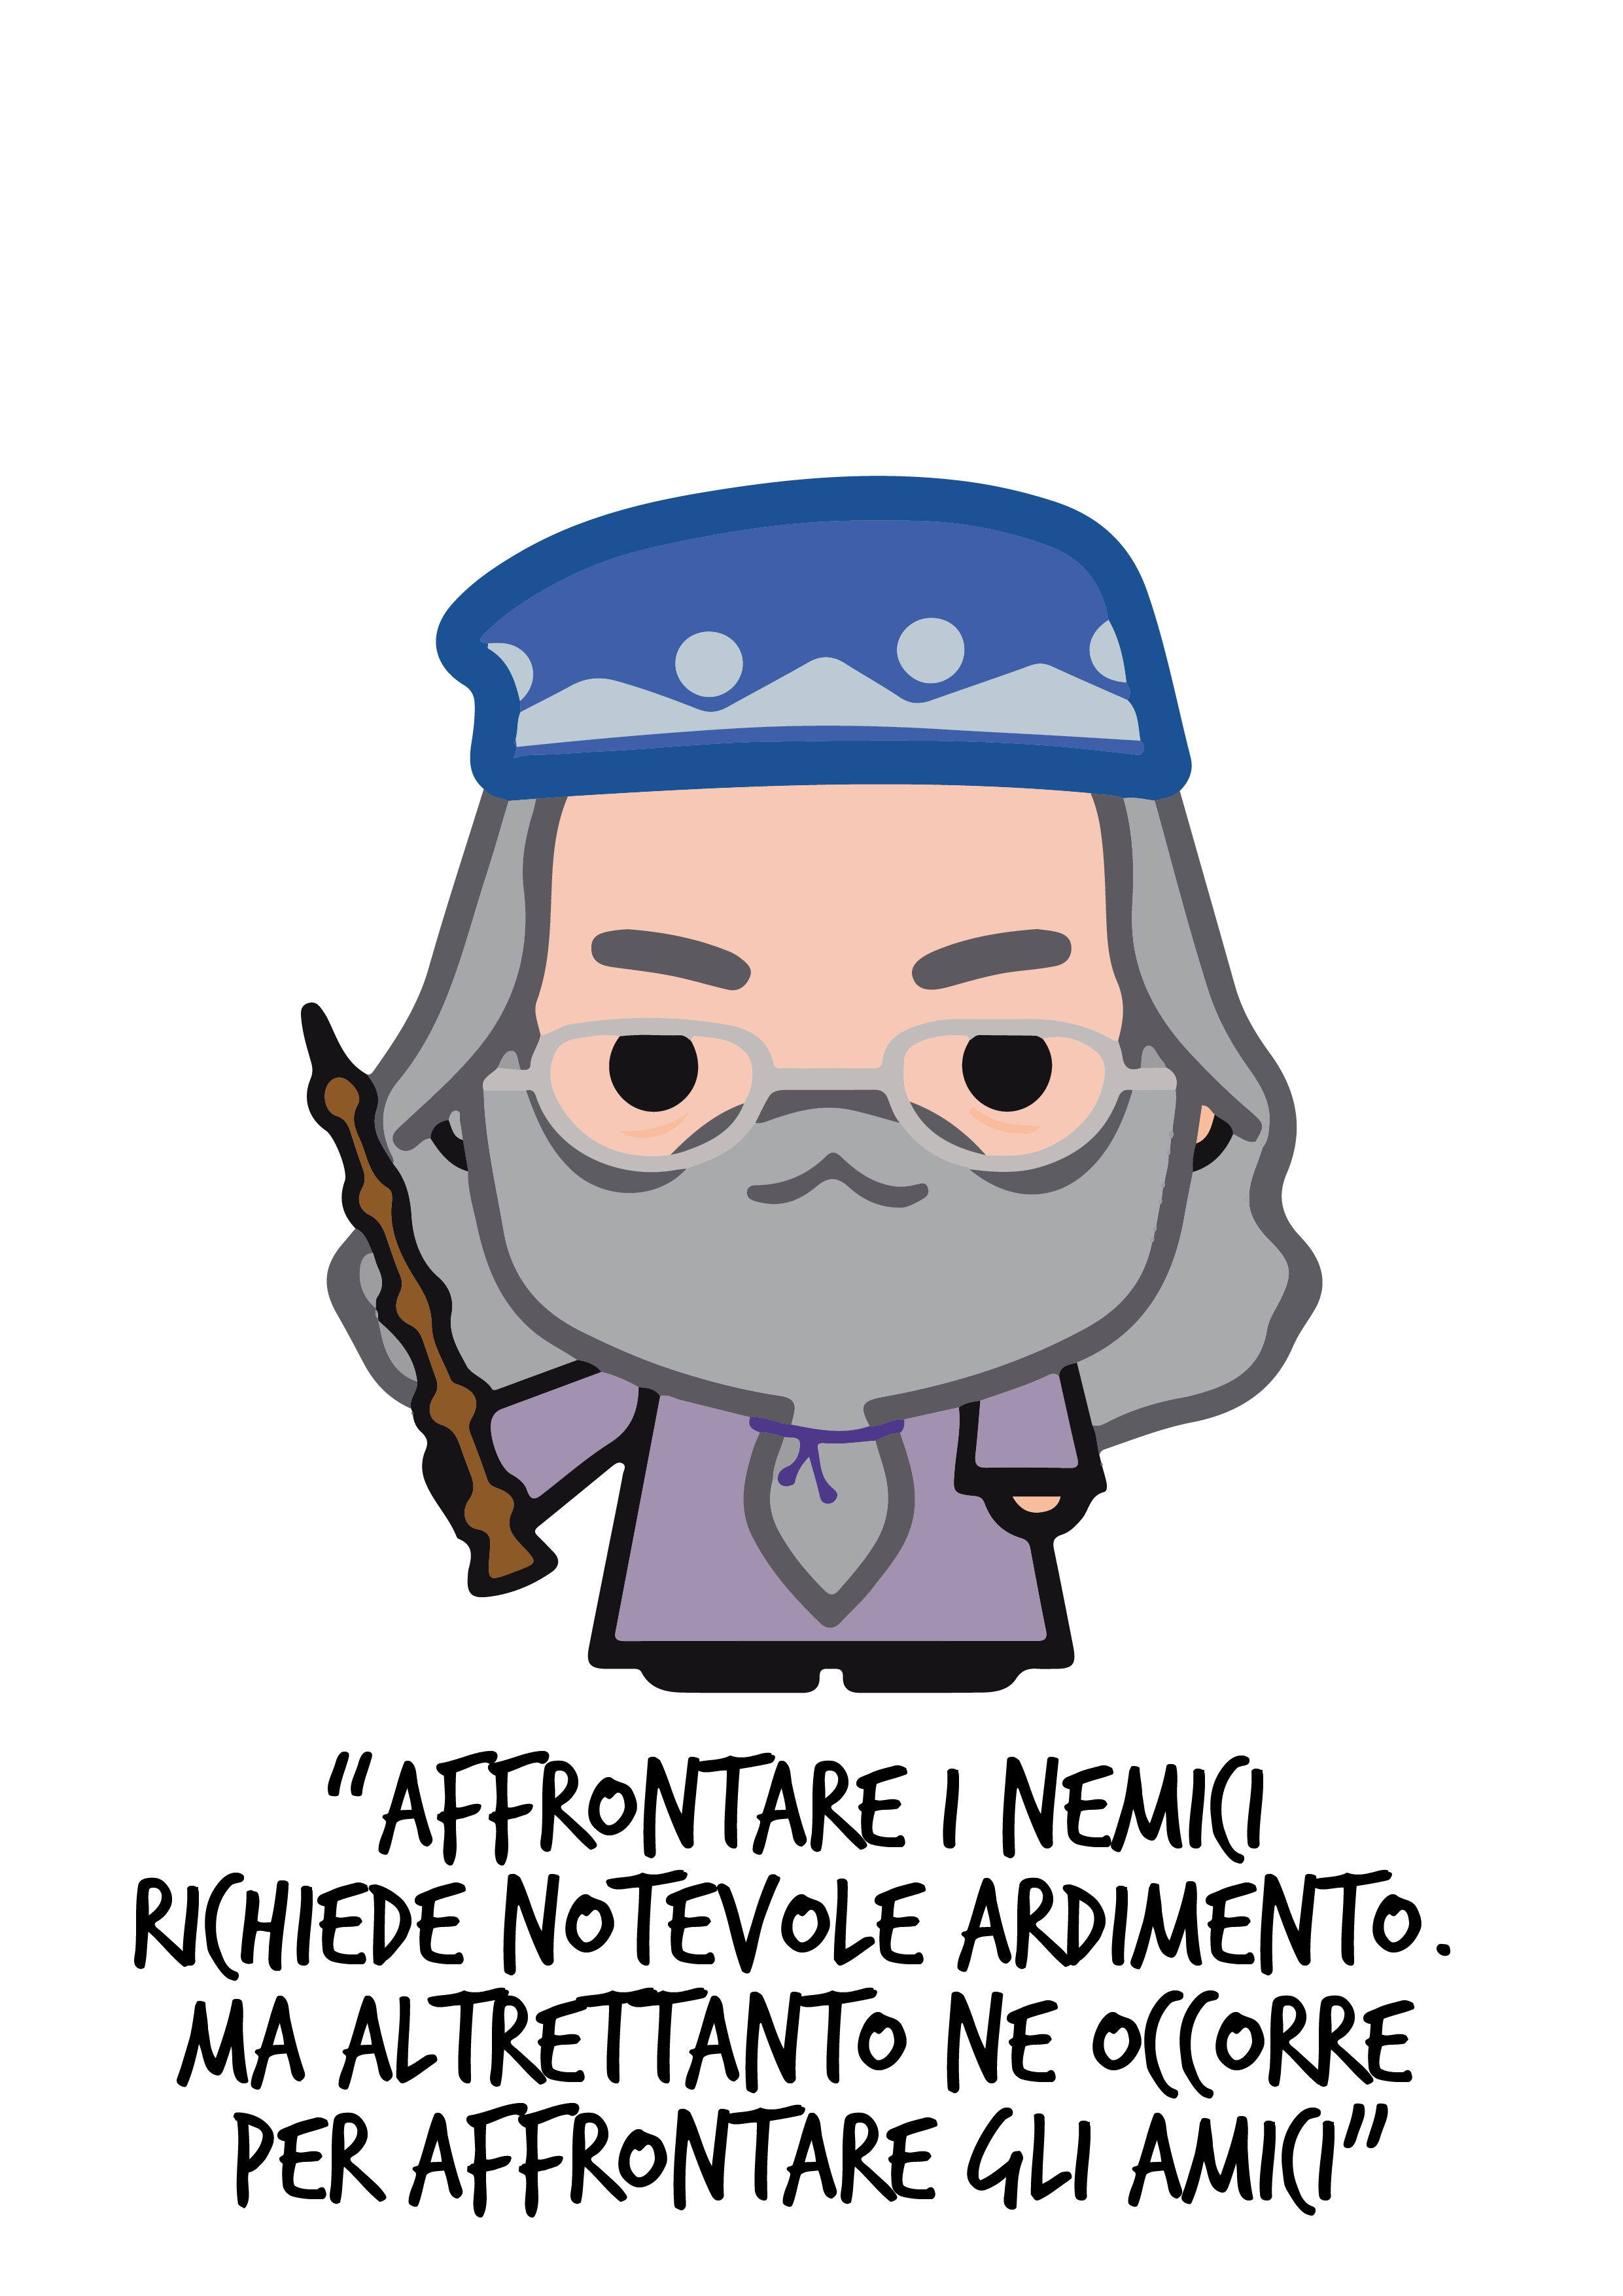 “AFFRONTARE I NEMICI
RICHIEDE NOTEVOLE ARDIMENTO.
MA ALTRETTANTO NE OCCORRE
PER AFFRONTARE GLI AMICI”